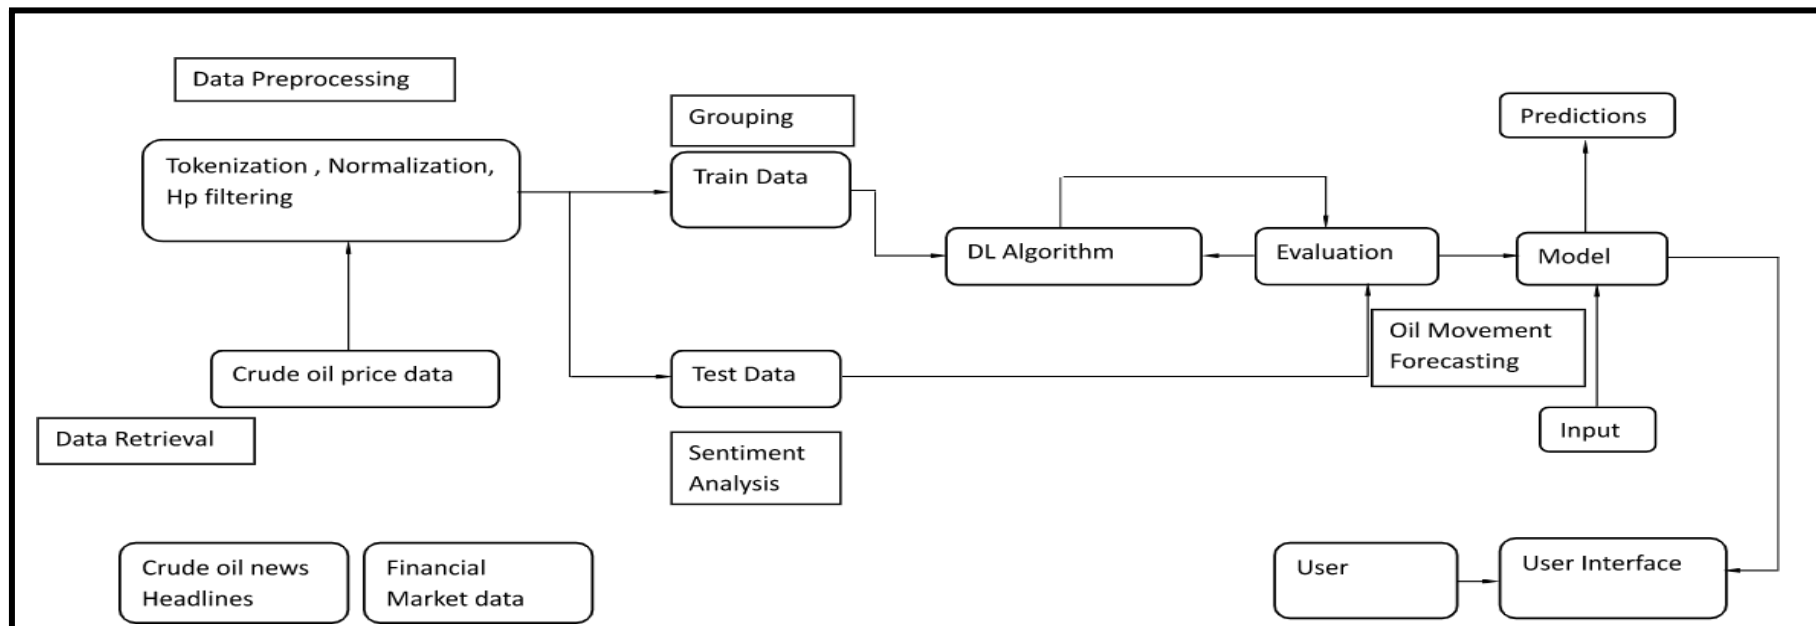 Data Preprocessing
Tokenization , Normalization,
Hp filtering
Crude oil price data
Data Retrieval
Crude oil news
Headlines
Financial
Market data
Grouping
Train Data
Test Data
Sentiment
Analysis
DL Algorithm
Evaluation
Oil Movement
Forecasting
Predictions
Model
Input
User
User Interface